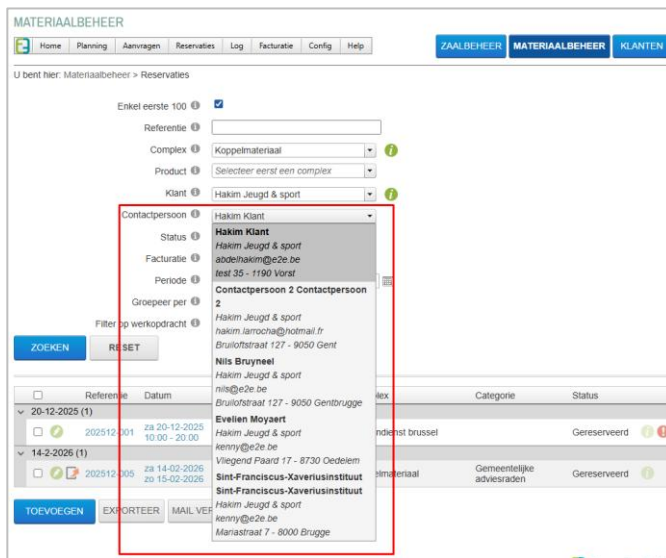 MATERIAALBEHEER
Home Planning Aanvragen Reservaties Log Facturatie Config Help
ZAALBEHEER MATERIAALBEHEER KLANTEN
U bent hier: Materiaalbeheer > Reservaties
Enkel eerste 100
Referentie
Complex Koppelmateriaal
Product Selecteer eerst een complex
Klant Hakim Jeugd & sport
Contactpersoon Hakim Klant
Status
Facturatie
Periode
Groepeer per
Filter op werkopdracht
Hakim Klant
Hakim Jeugd & sport
abdelhakim@e2e.be
test 35 - 1190 Vorst
Contactpersoon 2 Contactpersoon
2
Hakim Jeugd & sport
hakim.larrocha@hotmail.fr
Bruiloftstraat 127 - 9050 Gent
Nils Bruyneel
Hakim Jeugd & sport
nils@e2e.be
Bruilofstraat 127 - 9050 Gentbrugge
Evelien Moyaert
Hakim Jeugd & sport
kenny@e2e.be
Vliegend Paard 17 - 8730 Oedelem
Sint-Franciscus-Xaveriusinstituut
Sint-Franciscus-Xaveriusinstituut
Hakim Jeugd & sport
kenny@e2e.be
Mariastraat 7 - 8000 Brugge
ZOEKEN RESET
Referentie Datum plex Categorie Status
20-12-2025 (1)
202512-001 za 20-12-2025 ndienst brussel Gereserveerd
10:00 - 20:00
14-2-2026 (1)
202512-005 za 14-02-2026 elmateriaal Gemeentelijke Gereserveerd
zo 15-02-2026 adviesraden
TOEVOEGEN EXPORTEER MAIL VER